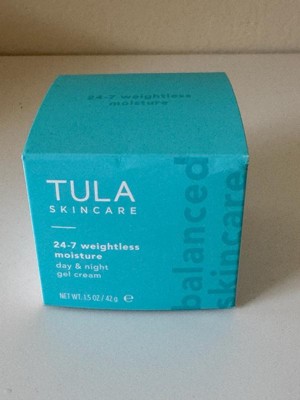 24-7 weightless
moisture
TULA
SKINCARE
24-7 weightless
moisture
day & night
gel cream
NET WT. 1.5 OZ / 42 g ℮
balanced
skincare